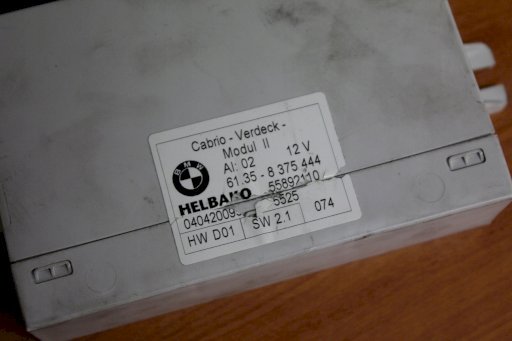 Cabrio - Verdeck -
Modul II
AI: 02 12 V
BMW
61.35 - 8 375 444
HELBAKO 55892110
5525
HW D01 SW 2.1 074